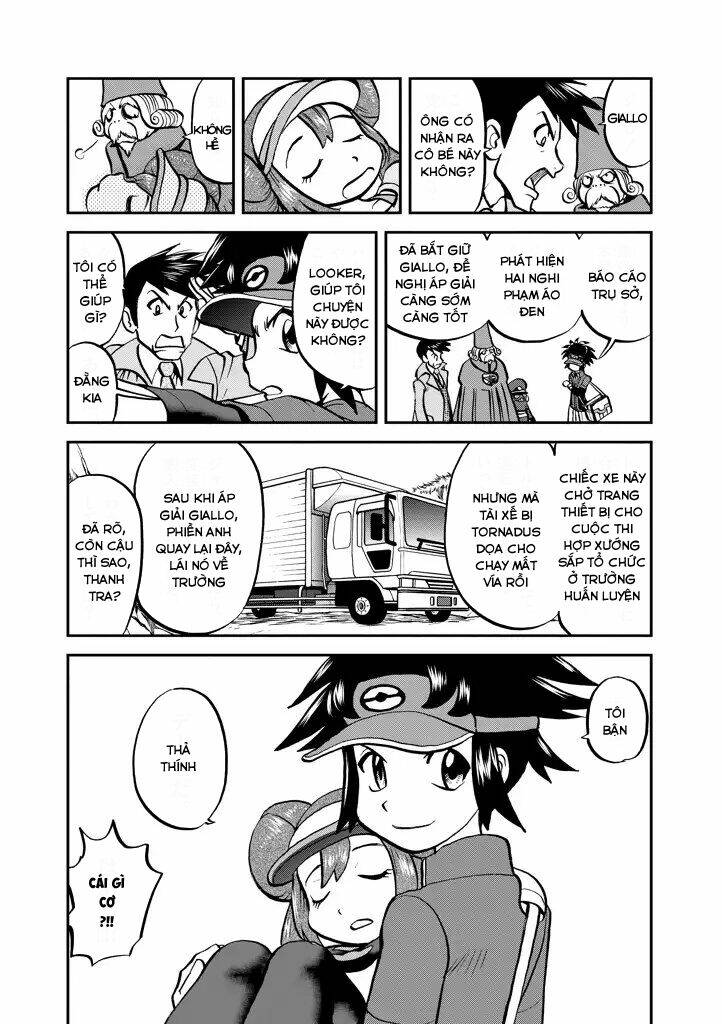 GIALLO
ÔNG CÓ
NHẬN RA
CÔ BÉ NÀY
KHÔNG?
KHÔNG
HỀ
BÁO CÁO
TRỤ SỞ,
PHÁT HIỆN
HAI NGHI
PHẠM ÁO
ĐEN
ĐÃ BẮT GIỮ
GIALLO, ĐỀ
NGHỊ ÁP GIẢI
CÀNG SỚM
CÀNG TỐT
LOOKER,
GIÚP TÔI
CHUYỆN
NÀY ĐƯỢC
KHÔNG?
TÔI CÓ
THỂ
GIÚP
GÌ?
ĐẰNG
KIA
CHIẾC XE NÀY
CHỞ TRANG
THIẾT BỊ CHO
CUỘC THI
HỢP XƯỚNG
SẮP TỔ CHỨC
Ở TRƯỜNG
HUẤN LUYỆN
NHƯNG MÀ
TÀI XẾ BỊ
TORNADUS
DỌA CHO
CHẠY MẤT
VÍA RỒI
SAU KHI ÁP
GIẢI GIALLO,
PHIỀN ANH
QUAY LẠI ĐÂY,
LÁI NÓ VỀ
TRƯỜNG
ĐÃ RÕ,
CÒN CẬU
THÌ SAO,
THANH
TRA?
TÔI
BẬN
THẢ
THÍNH
CÁI GÌ
CƠ
?!!